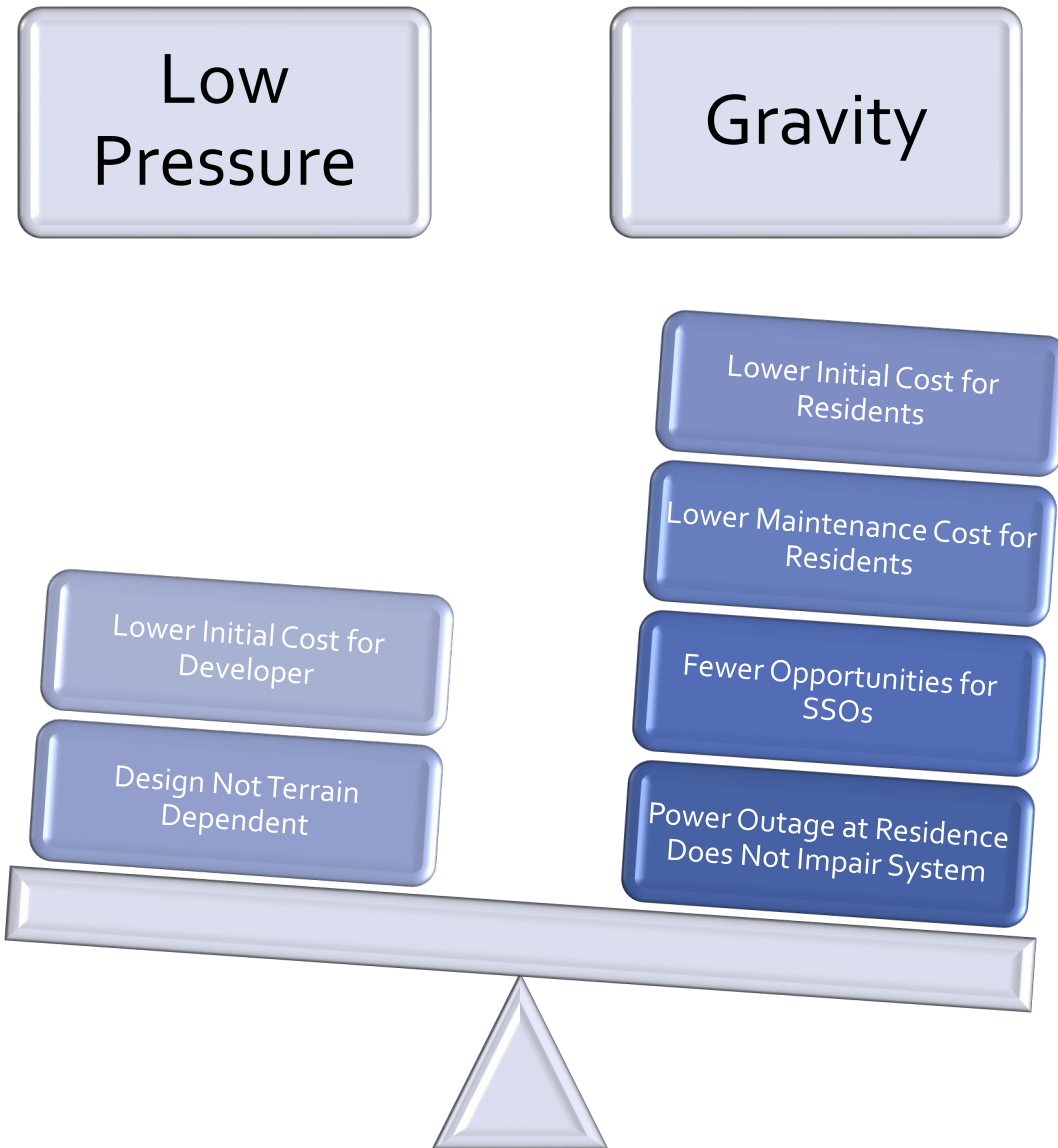 Low
Pressure
Gravity
Lower Initial Cost for
Developer
Design Not Terrain
Dependent
Lower Initial Cost for
Residents
Lower Maintenance Cost for
Residents
Fewer Opportunities for
SSOs
Power Outage at Residence
Does Not Impair System